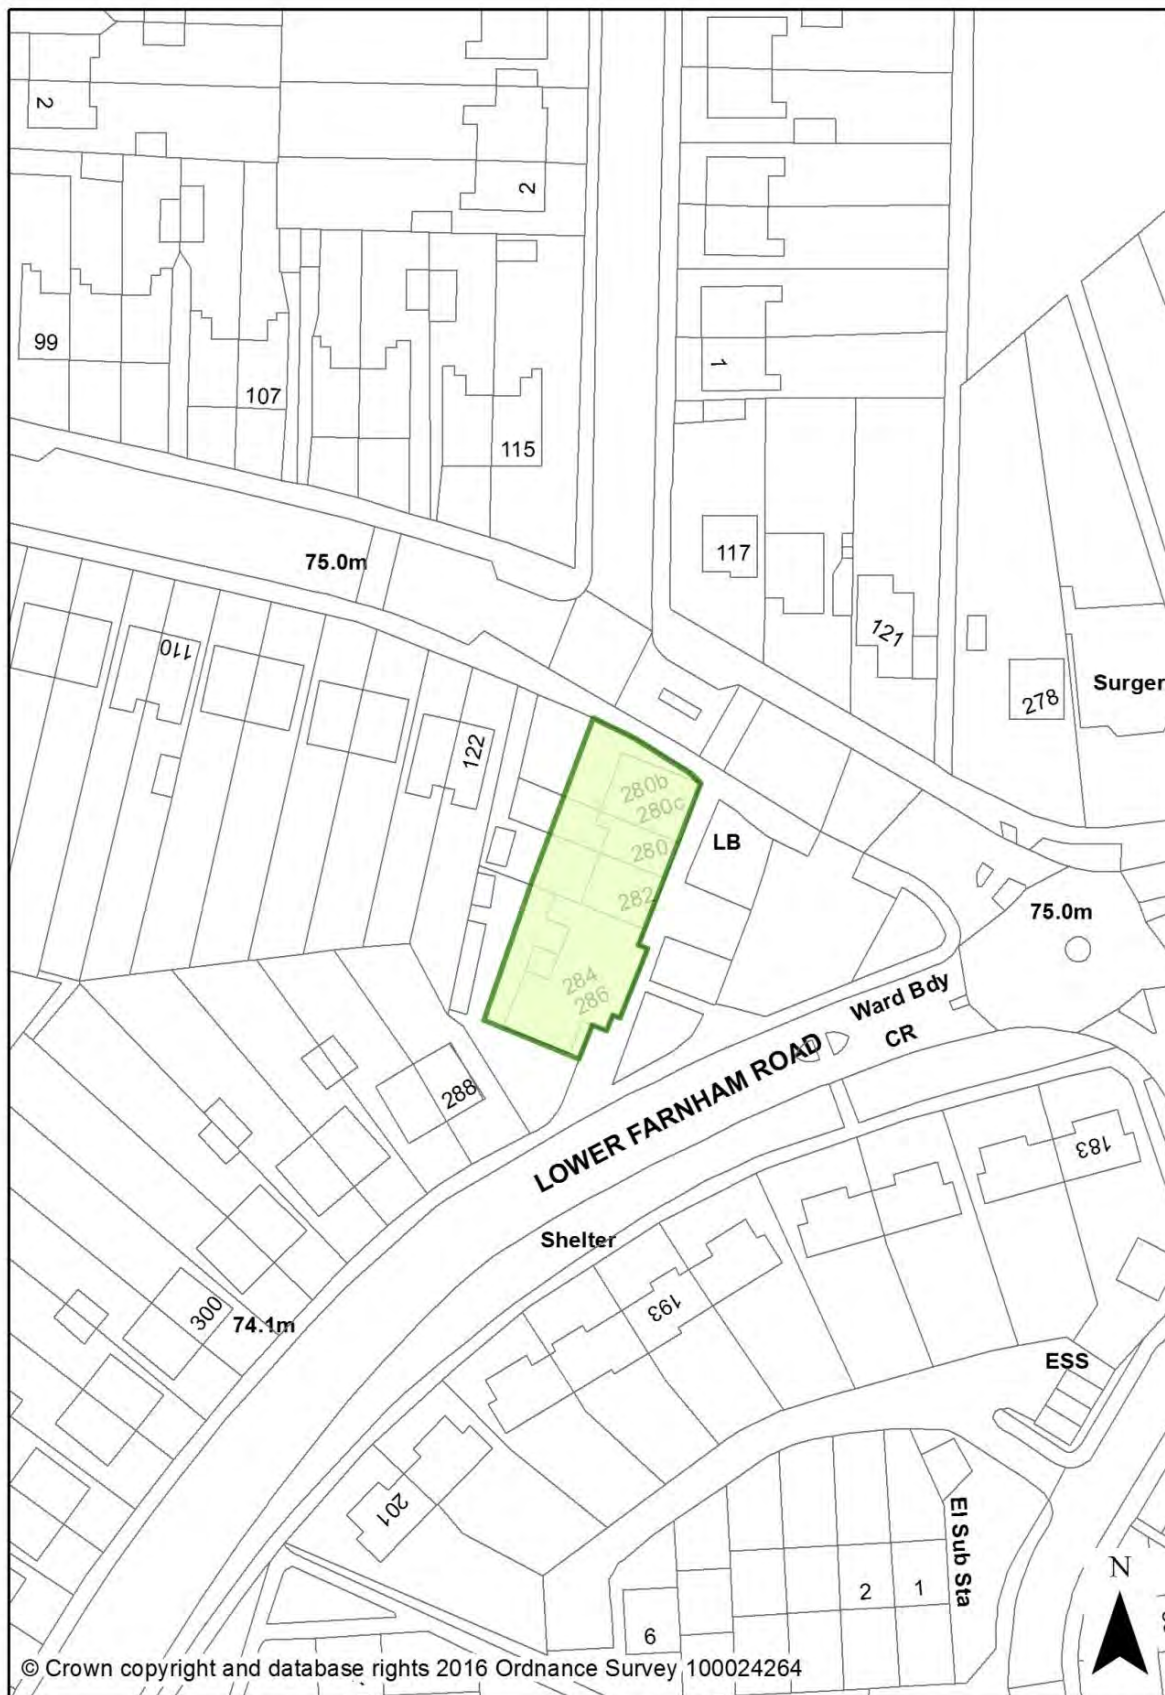 2
2
99
1
107
115
117
75.0m
121
110
Surger
278
122
280b
280c
LB
280
282
75.0m
284
286
Ward Bdy
CR
LOWER FARNHAM ROAD
288
183
Shelter
193
300
74.1m
ESS
201
El Sub Sta
N
2
1
6
© Crown copyright and database rights 2016 Ordnance Survey 100024264